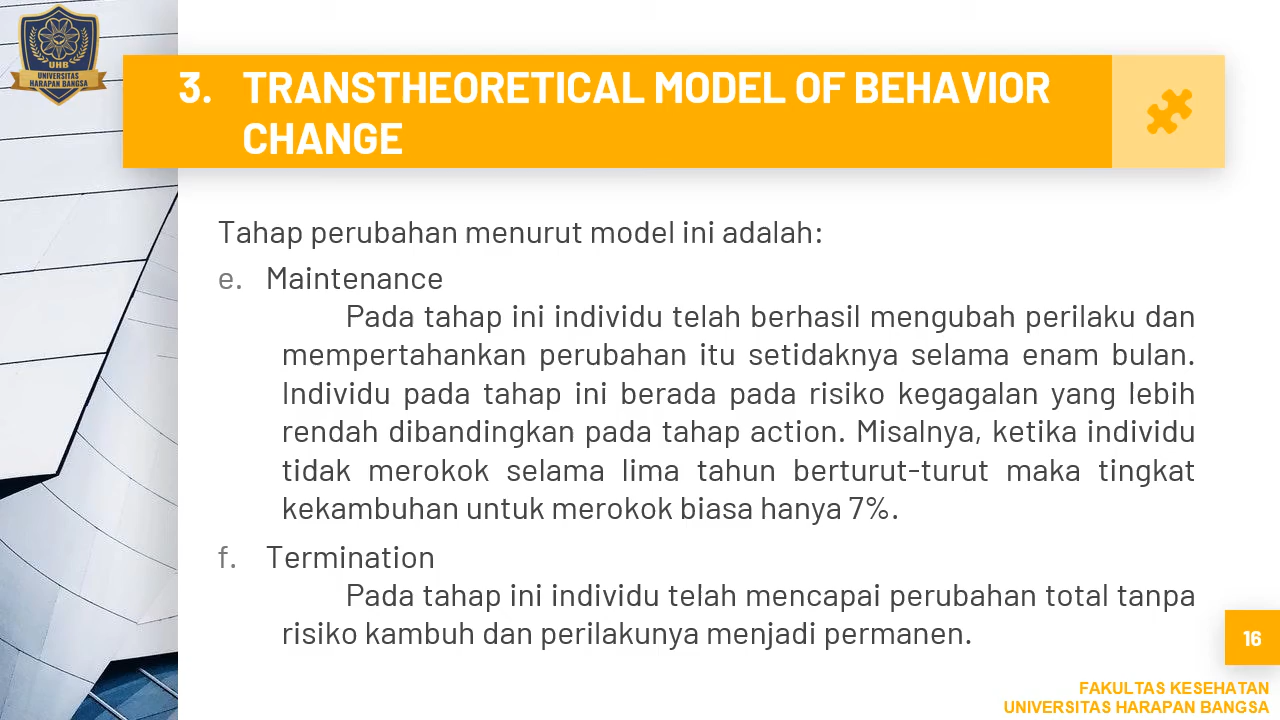 UHB
UNIVERSITAS
HARAPAN BANGSA
3. TRANSTHEORETICAL MODEL OF BEHAVIOR
CHANGE
Tahap perubahan menurut model ini adalah:
e. Maintenance
Pada tahap ini individu telah berhasil mengubah perilaku dan
mempertahankan perubahan itu setidaknya selama enam bulan.
Individu pada tahap ini berada pada risiko kegagalan yang lebih
rendah dibandingkan pada tahap action. Misalnya, ketika individu
tidak merokok selama lima tahun berturut-turut maka tingkat
kekambuhan untuk merokok biasa hanya 7%.
f. Termination
Pada tahap ini individu telah mencapai perubahan total tanpa
risiko kambuh dan perilakunya menjadi permanen.
16
FAKULTAS KESEHATAN
UNIVERSITAS HARAPAN BANGSA